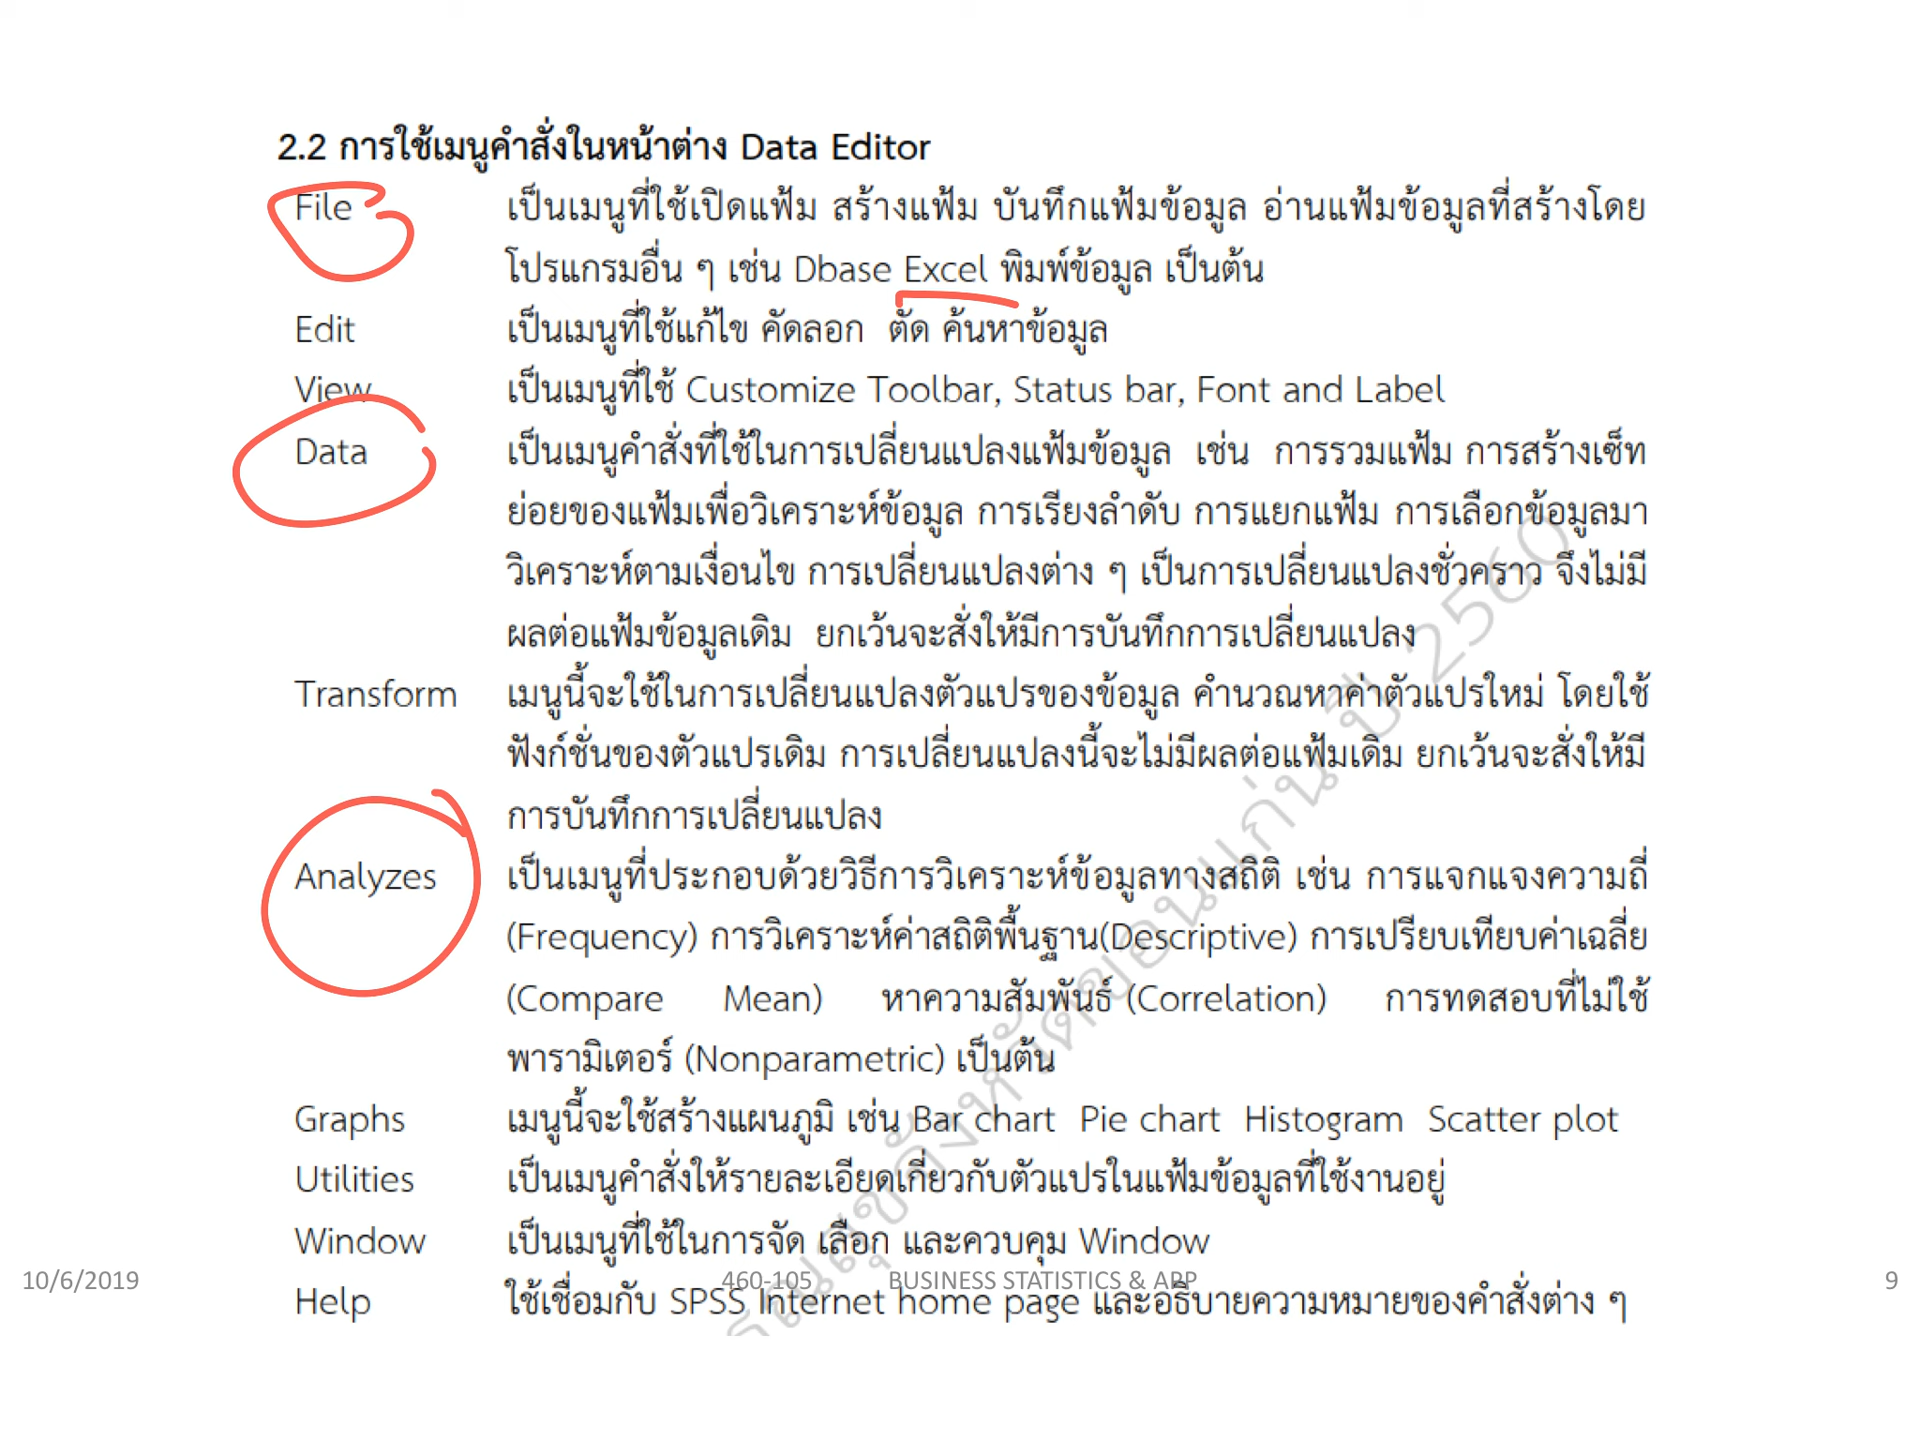 2.2 การใช้เมนูคำสั่งในหน้าต่าง Data Editor
File เป็นเมนูที่ใช้เปิดแฟ้ม สร้างแฟ้ม บันทึกแฟ้มข้อมูล อ่านแฟ้มข้อมูลที่สร้างโดย
โปรแกรมอื่น ๆ เช่น Dbase Excel พิมพ์ข้อมูล เป็นต้น
Edit เป็นเมนูที่ใช้แก้ไข คัดลอก ตัด ค้นหาข้อมูล
View เป็นเมนูที่ใช้ Customize Toolbar, Status bar, Font and Label
Data เป็นเมนูคำสั่งที่ใช้ในการเปลี่ยนแปลงแฟ้มข้อมูล เช่น การรวมแฟ้ม การสร้างเซ็ท
ย่อยของแฟ้มเพื่อวิเคราะห์ข้อมูล การเรียงลำดับ การแยกแฟ้ม การเลือกข้อมูลมา
วิเคราะห์ตามเงื่อนไข การเปลี่ยนแปลงต่าง ๆ เป็นการเปลี่ยนแปลงชั่วคราว จึงไม่มี
ผลต่อแฟ้มข้อมูลเดิม ยกเว้นจะสั่งให้มีการบันทึกการเปลี่ยนแปลง
Transform เมนูนี้จะใช้ในการเปลี่ยนแปลงตัวแปรของข้อมูล คำนวณหาค่าตัวแปรใหม่ โดยใช้
ฟังก์ชั่นของตัวแปรเดิม การเปลี่ยนแปลงนี้จะไม่มีผลต่อแฟ้มเดิม ยกเว้นจะสั่งให้มี
การบันทึกการเปลี่ยนแปลง
Analyzes เป็นเมนูที่ประกอบด้วยวิธีการวิเคราะห์ข้อมูลทางสถิติ เช่น การแจกแจงความถี่
(Frequency) การวิเคราะห์ค่าสถิติพื้นฐาน(Descriptive) การเปรียบเทียบค่าเฉลี่ย
(Compare Mean) หาความสัมพันธ์ (Correlation) การทดสอบที่ไม่ใช้
พารามิเตอร์ (Nonparametric) เป็นต้น
Graphs เมนูนี้จะใช้สร้างแผนภูมิ เช่น Bar chart Pie chart Histogram Scatter plot
Utilities เป็นเมนูคำสั่งให้รายละเอียดเกี่ยวกับตัวแปรในแฟ้มข้อมูลที่ใช้งานอยู่
Window เป็นเมนูที่ใช้ในการจัด เลือก และควบคุม Window
Help ใช้เชื่อมกับ SPSS Internet home page และอธิบายความหมายของคำสั่งต่าง ๆ
10/6/2019 460-105 BUSINESS STATISTICS & APP 9
ขอนแก่น ปี 2560